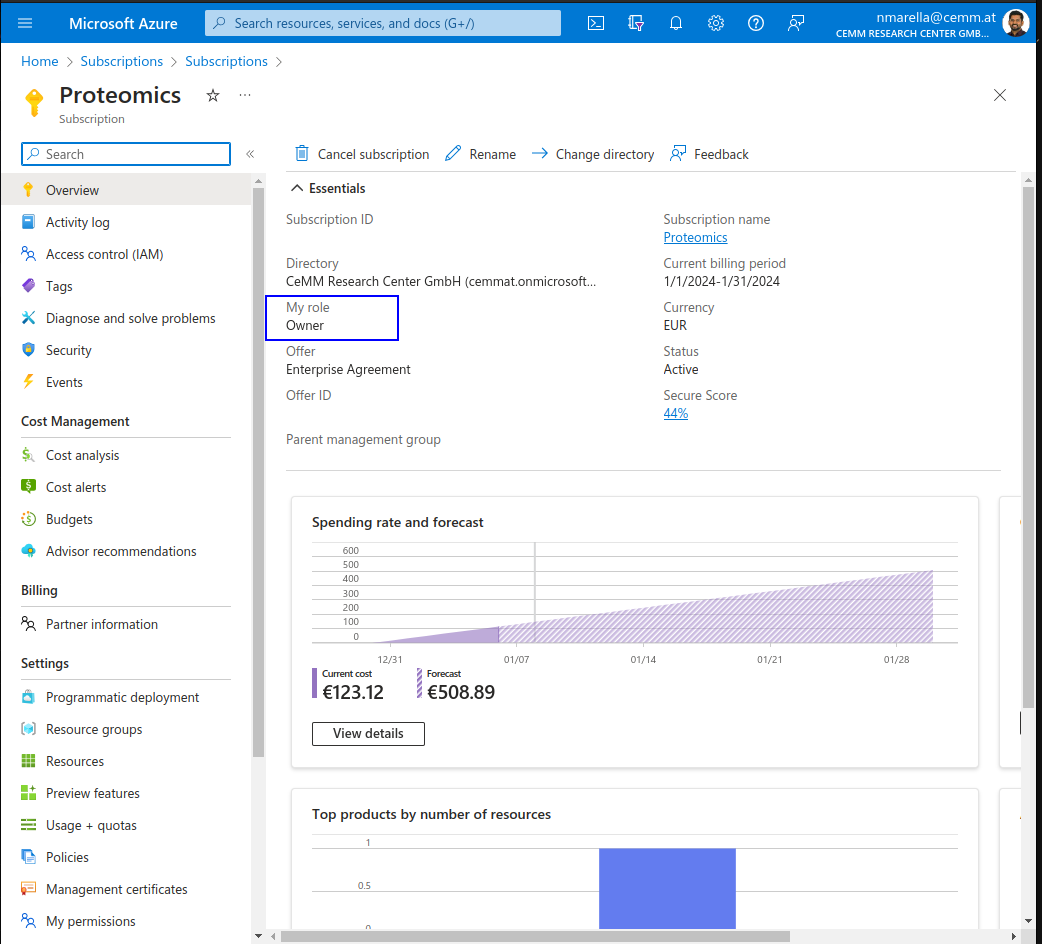 Microsoft Azure
Search resources, services, and docs (G+/)
nmarella@cemm.at
CEMM RESEARCH CENTER GMB...
Home > Subscriptions > Subscriptions >
Proteomics
...
Subscription
Search
«
Cancel subscription
Rename
Change directory
Feedback
Overview
Activity log
Access control (IAM)
Tags
Diagnose and solve problems
Security
Events
Cost Management
Cost analysis
Cost alerts
Budgets
Advisor recommendations
Billing
Partner information
Settings
Programmatic deployment
Resource groups
Resources
Preview features
Usage + quotas
Policies
Management certificates
My permissions
Essentials
Subscription ID
Directory
CeMM Research Center GmbH (cemmat.onmicrosoft...
My role
Owner
Offer
Enterprise Agreement
Offer ID
Parent management group
Subscription name
Proteomics
Current billing period
1/1/2024-1/31/2024
Currency
EUR
Status
Active
Secure Score
44%
Spending rate and forecast
600
500
400
300
200
100
0
12/31 01/07 01/14 01/21 01/28
Current cost
€123.12
Forecast
€508.89
View details
Top products by number of resources
1
0.5
0